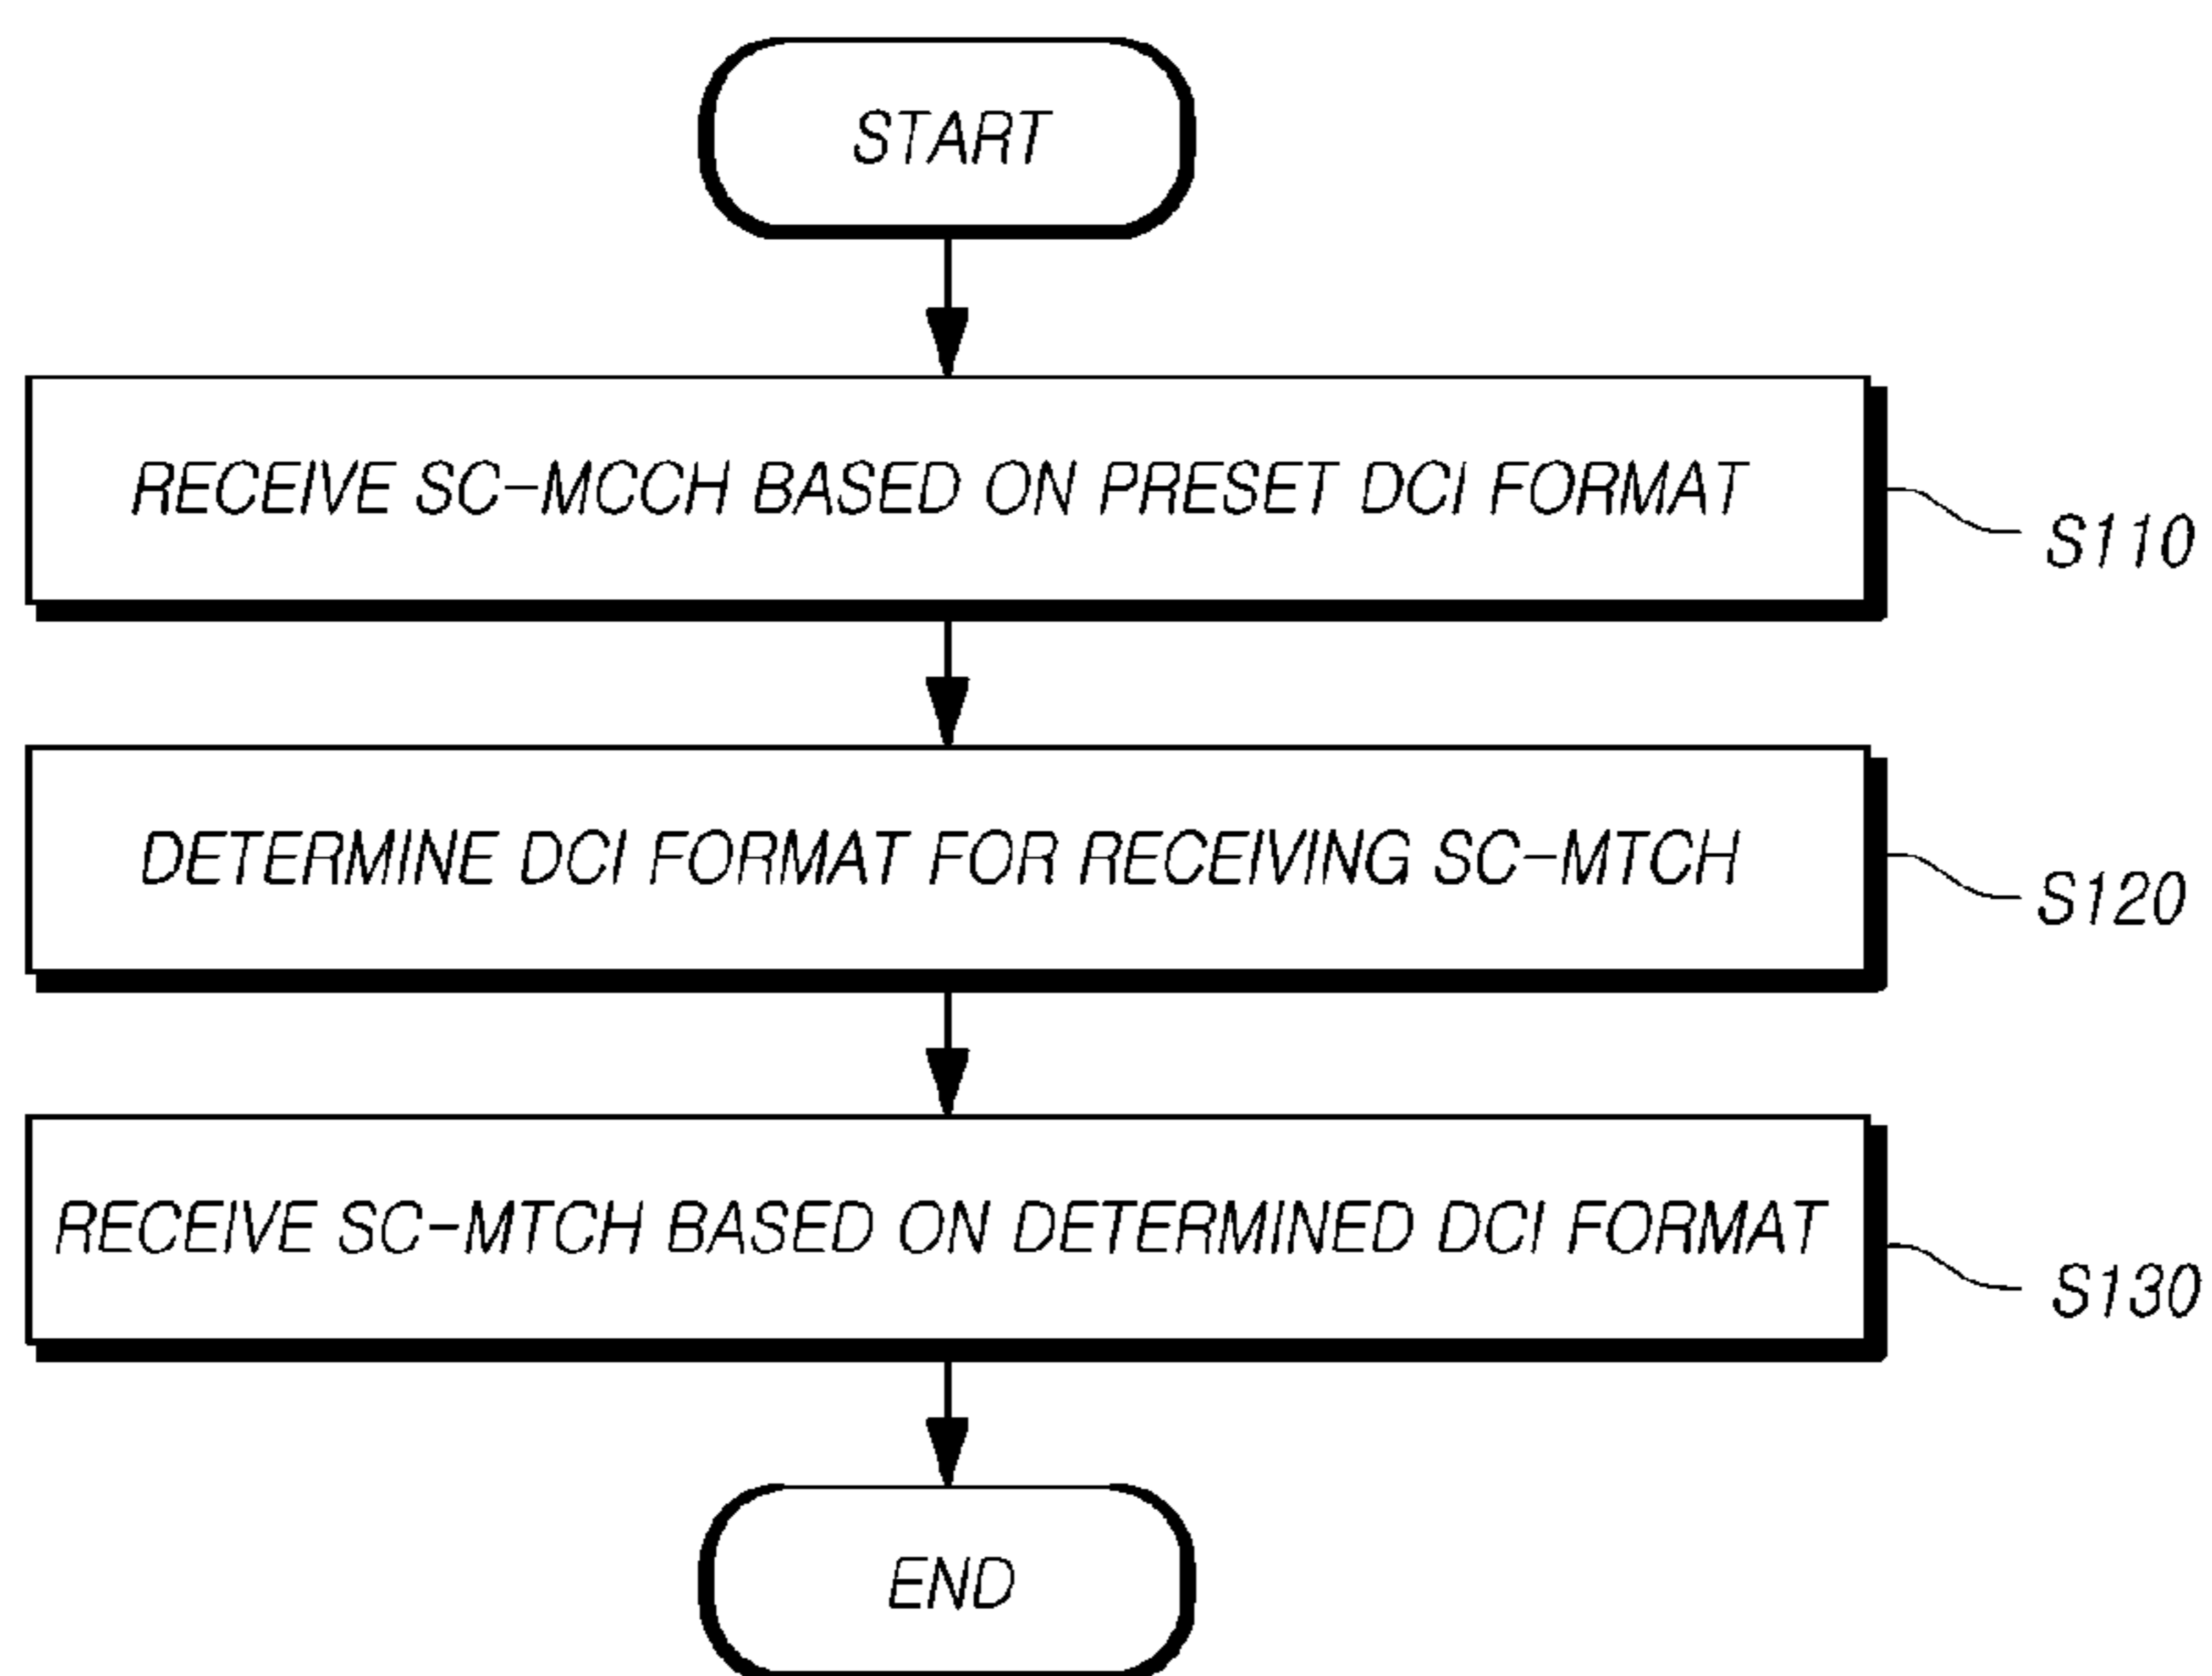 START
RECEIVE SC-MCCH BASED ON PRESET DCI FORMAT
S110
DETERMINE DCI FORMAT FOR RECEIVING SC-MTCH
S120
RECEIVE SC-MTCH BASED ON DETERMINED DCI FORMAT
S130
END